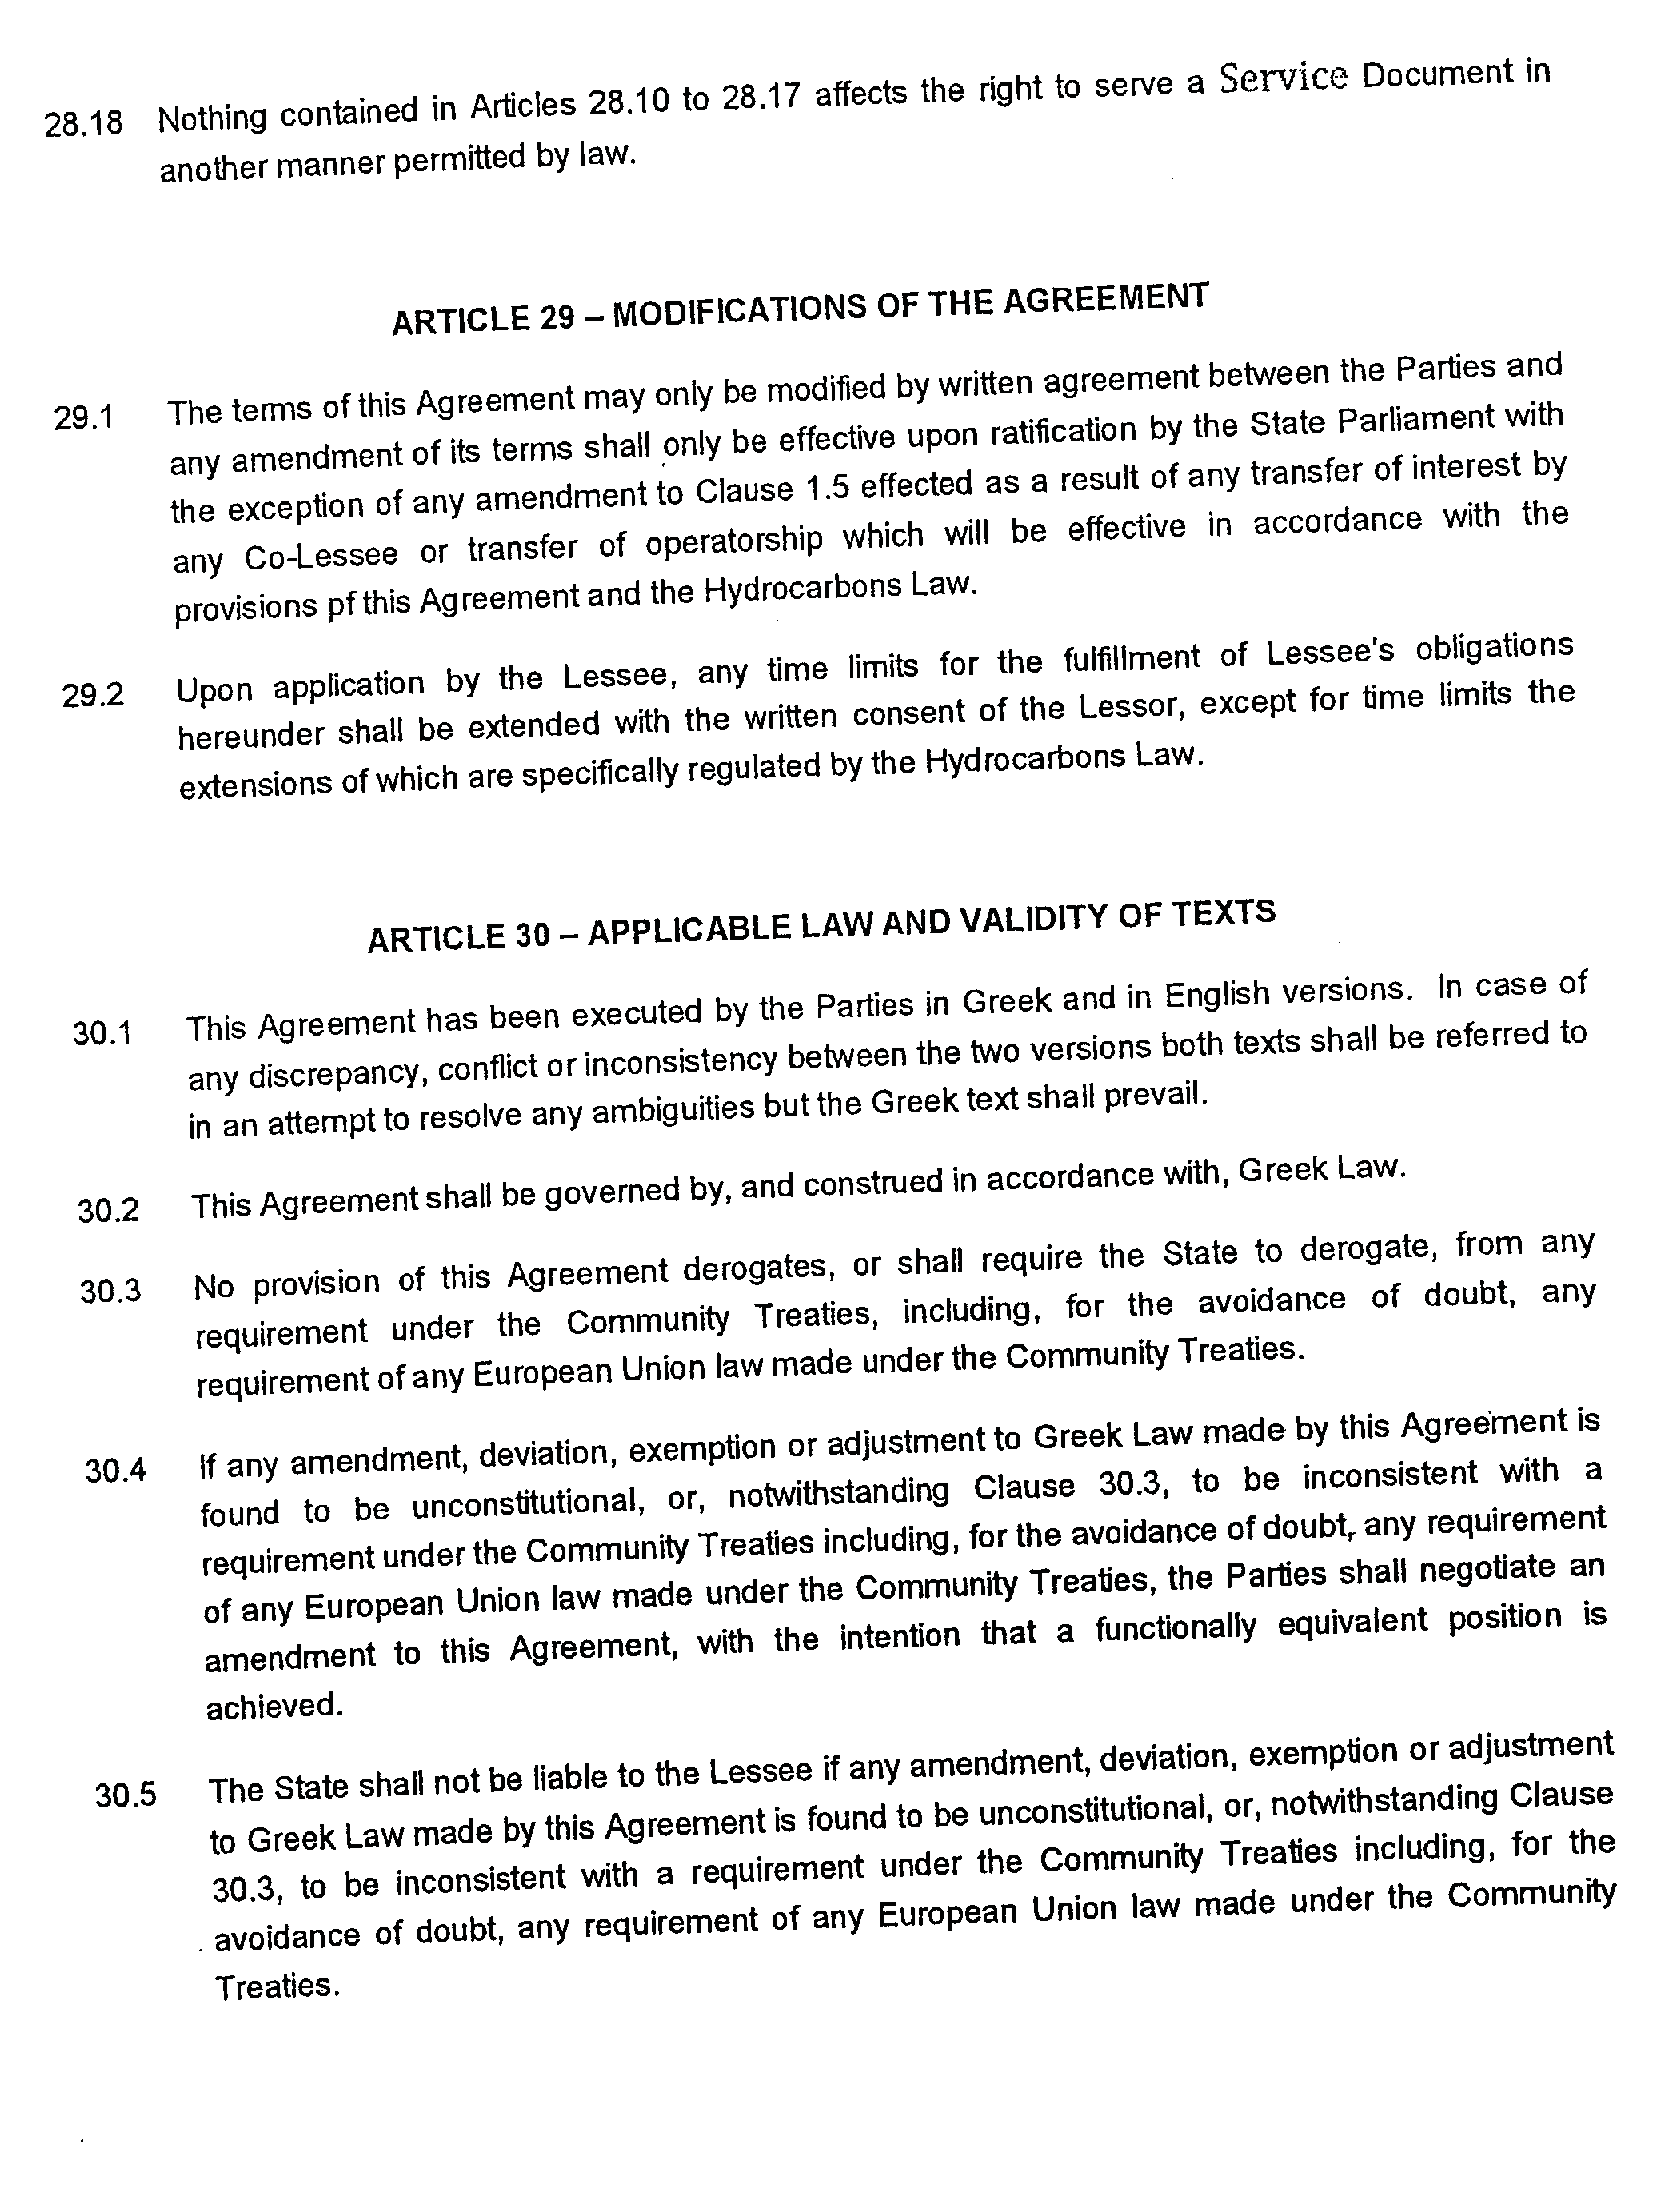 28.18 Nothing contained in Articles 28.10 to 28.17 affects the right to serve a Service Document in
another manner permitted by law.
ARTICLE 29 – MODIFICATIONS OF THE AGREEMENT
29.1 The terms of this Agreement may only be modified by written agreement between the Parties and
any amendment of its terms shall only be effective upon ratification by the State Parliament with
the exception of any amendment to Clause 1.5 effected as a result of any transfer of interest by
any Co-Lessee or transfer of operatorship which will be effective in accordance with the
provisions pf this Agreement and the Hydrocarbons Law.
29.2 Upon application by the Lessee, any time limits for the fulfillment of Lessee's obligations
hereunder shall be extended with the written consent of the Lessor, except for time limits the
extensions of which are specifically regulated by the Hydrocarbons Law.
ARTICLE 30 – APPLICABLE LAW AND VALIDITY OF TEXTS
30.1 This Agreement has been executed by the Parties in Greek and in English versions. In case of
any discrepancy, conflict or inconsistency between the two versions both texts shall be referred to
in an attempt to resolve any ambiguities but the Greek text shall prevail.
30.2 This Agreement shall be governed by, and construed in accordance with, Greek Law.
30.3 No provision of this Agreement derogates, or shall require the State to derogate, from any
requirement under the Community Treaties, including, for the avoidance of doubt, any
requirement of any European Union law made under the Community Treaties.
30.4 If any amendment, deviation, exemption or adjustment to Greek Law made by this Agreement is
found to be unconstitutional, or, notwithstanding Clause 30.3, to be inconsistent with a
requirement under the Community Treaties including, for the avoidance of doubt, any requirement
of any European Union law made under the Community Treaties, the Parties shall negotiate an
amendment to this Agreement, with the intention that a functionally equivalent position is
achieved.
30.5 The State shall not be liable to the Lessee if any amendment, deviation, exemption or adjustment
to Greek Law made by this Agreement is found to be unconstitutional, or, notwithstanding Clause
30.3, to be inconsistent with a requirement under the Community Treaties including, for the
avoidance of doubt, any requirement of any European Union law made under the Community
Treaties.